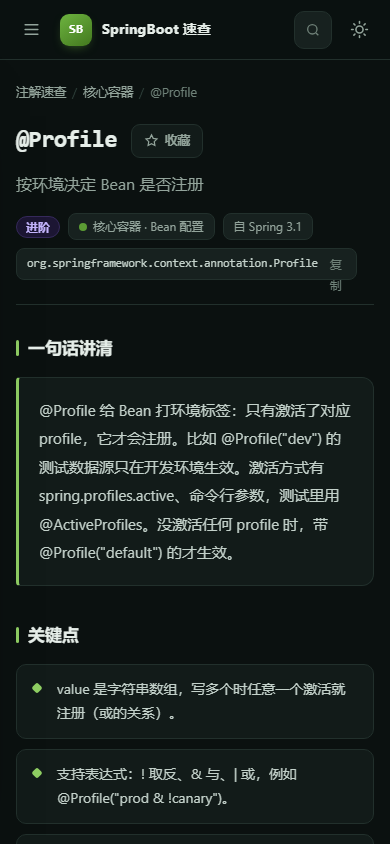 SB SpringBoot 速查
注解速查 / 核心容器 / @Profile
@Profile 收藏
按环境决定 Bean 是否注册
进阶 核心容器 · Bean 配置 自 Spring 3.1
org.springframework.context.annotation.Profile 复制
一句话讲清
@Profile 给 Bean 打环境标签：只有激活了对应
profile，它才会注册。比如 @Profile("dev") 的
测试数据源只在开发环境生效。激活方式有
spring.profiles.active、命令行参数，测试里用
@ActiveProfiles。没激活任何 profile 时，带
@Profile("default") 的才生效。
关键点
value 是字符串数组，写多个时任意一个激活就
注册（或的关系）。
支持表达式：! 取反、& 与、| 或，例如
@Profile("prod & !canary")。